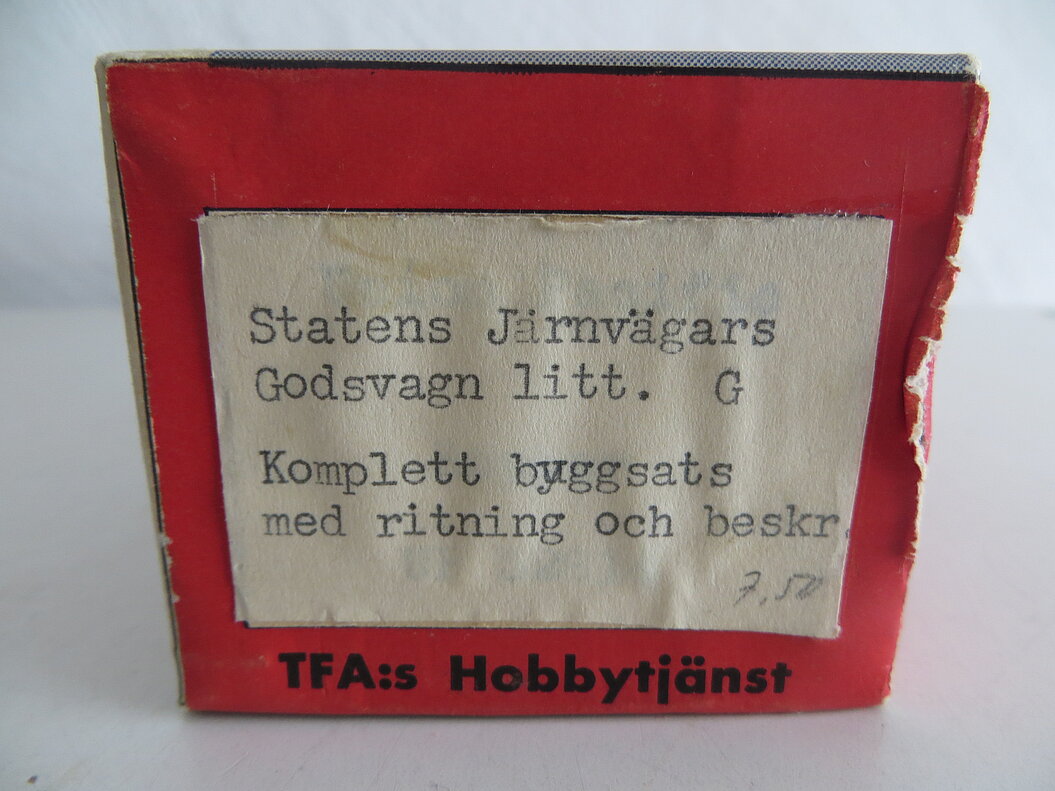 Statens Järnvägars
Godsvagn litt. G
Komplett byggsats
med ritning och beskr.
7,50
TFA:s Hobbytjänst